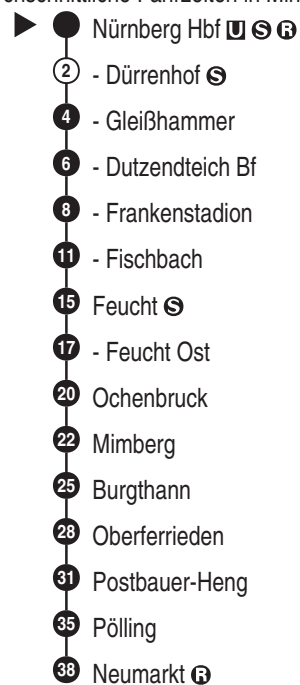 Nürnberg Hbf U S R
2 - Dürrenhof S
4 - Gleißhammer
6 - Dutzendteich Bf
8 - Frankenstadion
11 - Fischbach
15 Feucht S
17 - Feucht Ost
20 Ochenbruck
22 Mimberg
25 Burgthann
28 Oberferrieden
31 Postbauer-Heng
35 Pölling
38 Neumarkt R